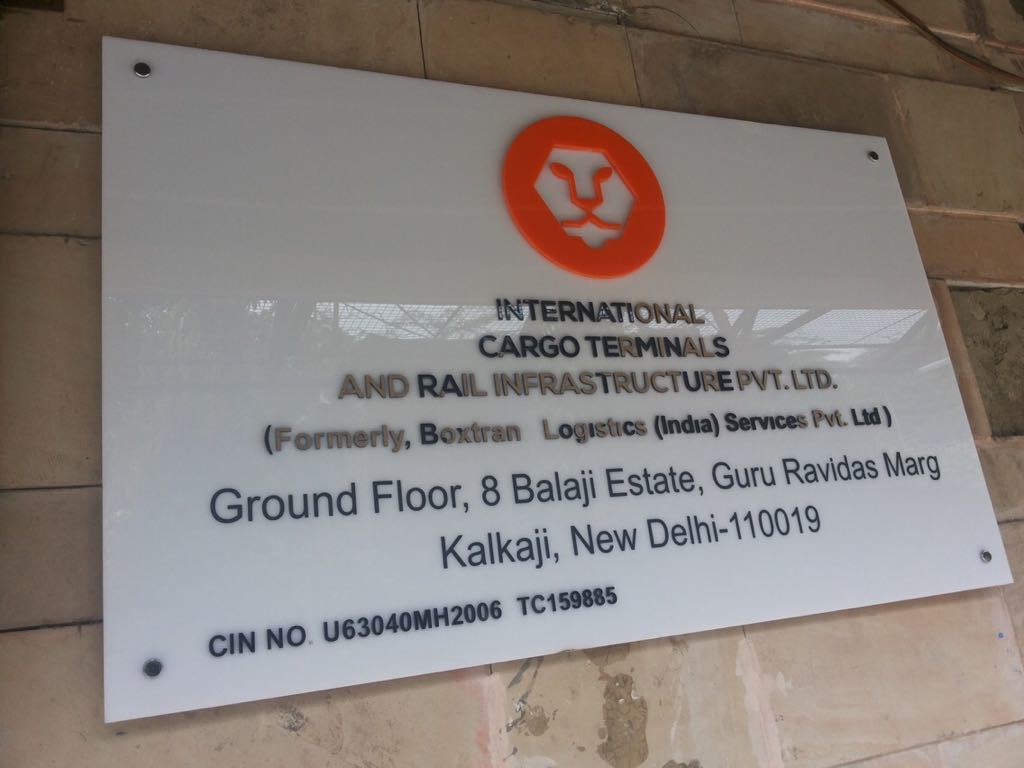 INTERNATIONAL
CARGO TERMINALS
AND RAIL INFRASTRUCTURE PVT. LTD.
(Formerly, Boxtran Logistics (India) Services Pvt. Ltd )
Ground Floor, 8 Balaji Estate, Guru Ravidas Marg
Kalkaji, New Delhi-110019
CIN NO. U63040MH2006 TC159885